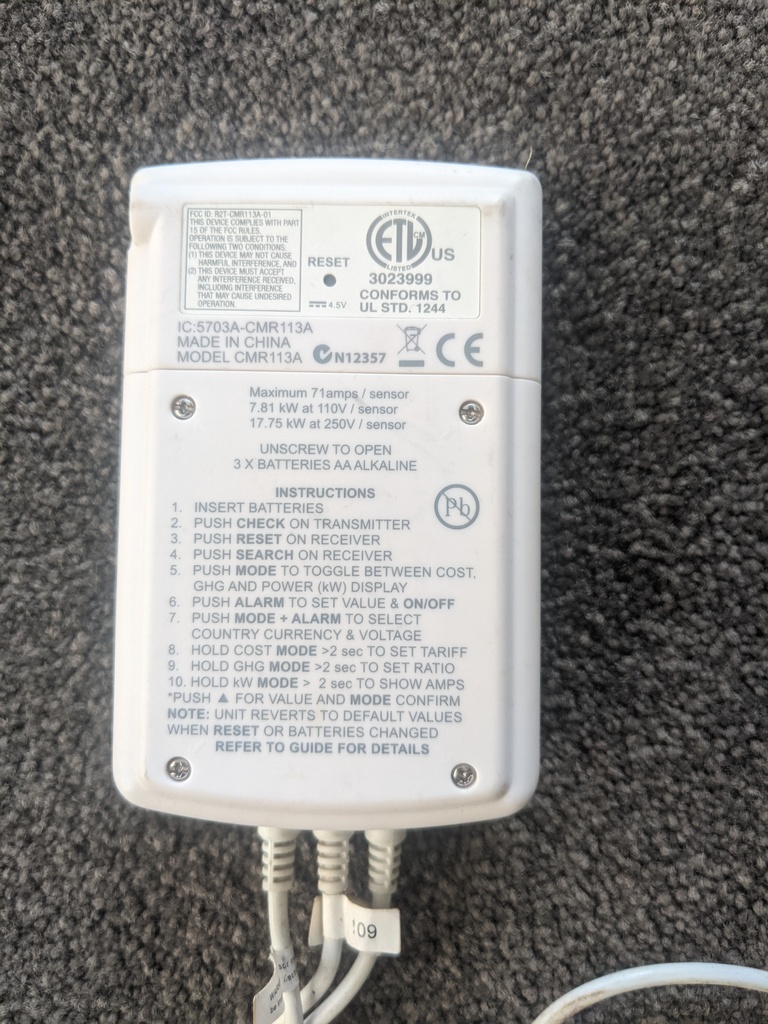 FCC ID: R2T-CMR113A-01
THIS DEVICE COMPLIES WITH PART
15 OF THE FCC RULES.
OPERATION IS SUBJECT TO THE
FOLLOWING TWO CONDITIONS:
(1) THIS DEVICE MAY NOT CAUSE
HARMFUL INTERFERENCE, AND
(2) THIS DEVICE MUST ACCEPT
ANY INTERFERENCE RECEIVED,
INCLUDING INTERFERENCE
THAT MAY CAUSE UNDESIRED
OPERATION.
RESET
4.5V
INTERTEK
ETL CM
LISTED
US
3023999
CONFORMS TO
UL STD. 1244
IC:5703A-CMR113A
MADE IN CHINA
MODEL CMR113A
N12357
CE
Maximum 71amps / sensor
7.81 kW at 110V / sensor
17.75 kW at 250V / sensor
UNSCREW TO OPEN
3 X BATTERIES AA ALKALINE
INSTRUCTIONS
Pb
1. INSERT BATTERIES
2. PUSH CHECK ON TRANSMITTER
3. PUSH RESET ON RECEIVER
4. PUSH SEARCH ON RECEIVER
5. PUSH MODE TO TOGGLE BETWEEN COST,
GHG AND POWER (kW) DISPLAY
6. PUSH ALARM TO SET VALUE & ON/OFF
7. PUSH MODE + ALARM TO SELECT
COUNTRY CURRENCY & VOLTAGE
8. HOLD COST MODE >2 sec TO SET TARIFF
9. HOLD GHG MODE >2 sec TO SET RATIO
10. HOLD kW MODE > 2 sec TO SHOW AMPS
*PUSH ▲ FOR VALUE AND MODE CONFIRM
NOTE: UNIT REVERTS TO DEFAULT VALUES
WHEN RESET OR BATTERIES CHANGED
REFER TO GUIDE FOR DETAILS